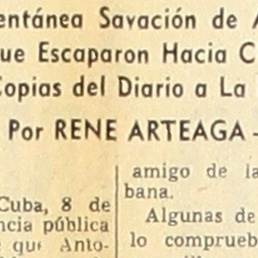 entánea Savación de A
ue Escaparon Hacia C
Copias del Diario a La
Por RENE ARTEAGA -
Cuba, 8 de
ncia pública
e que Anto-
amigo de la
bana.
Algunas de
lo comprueb